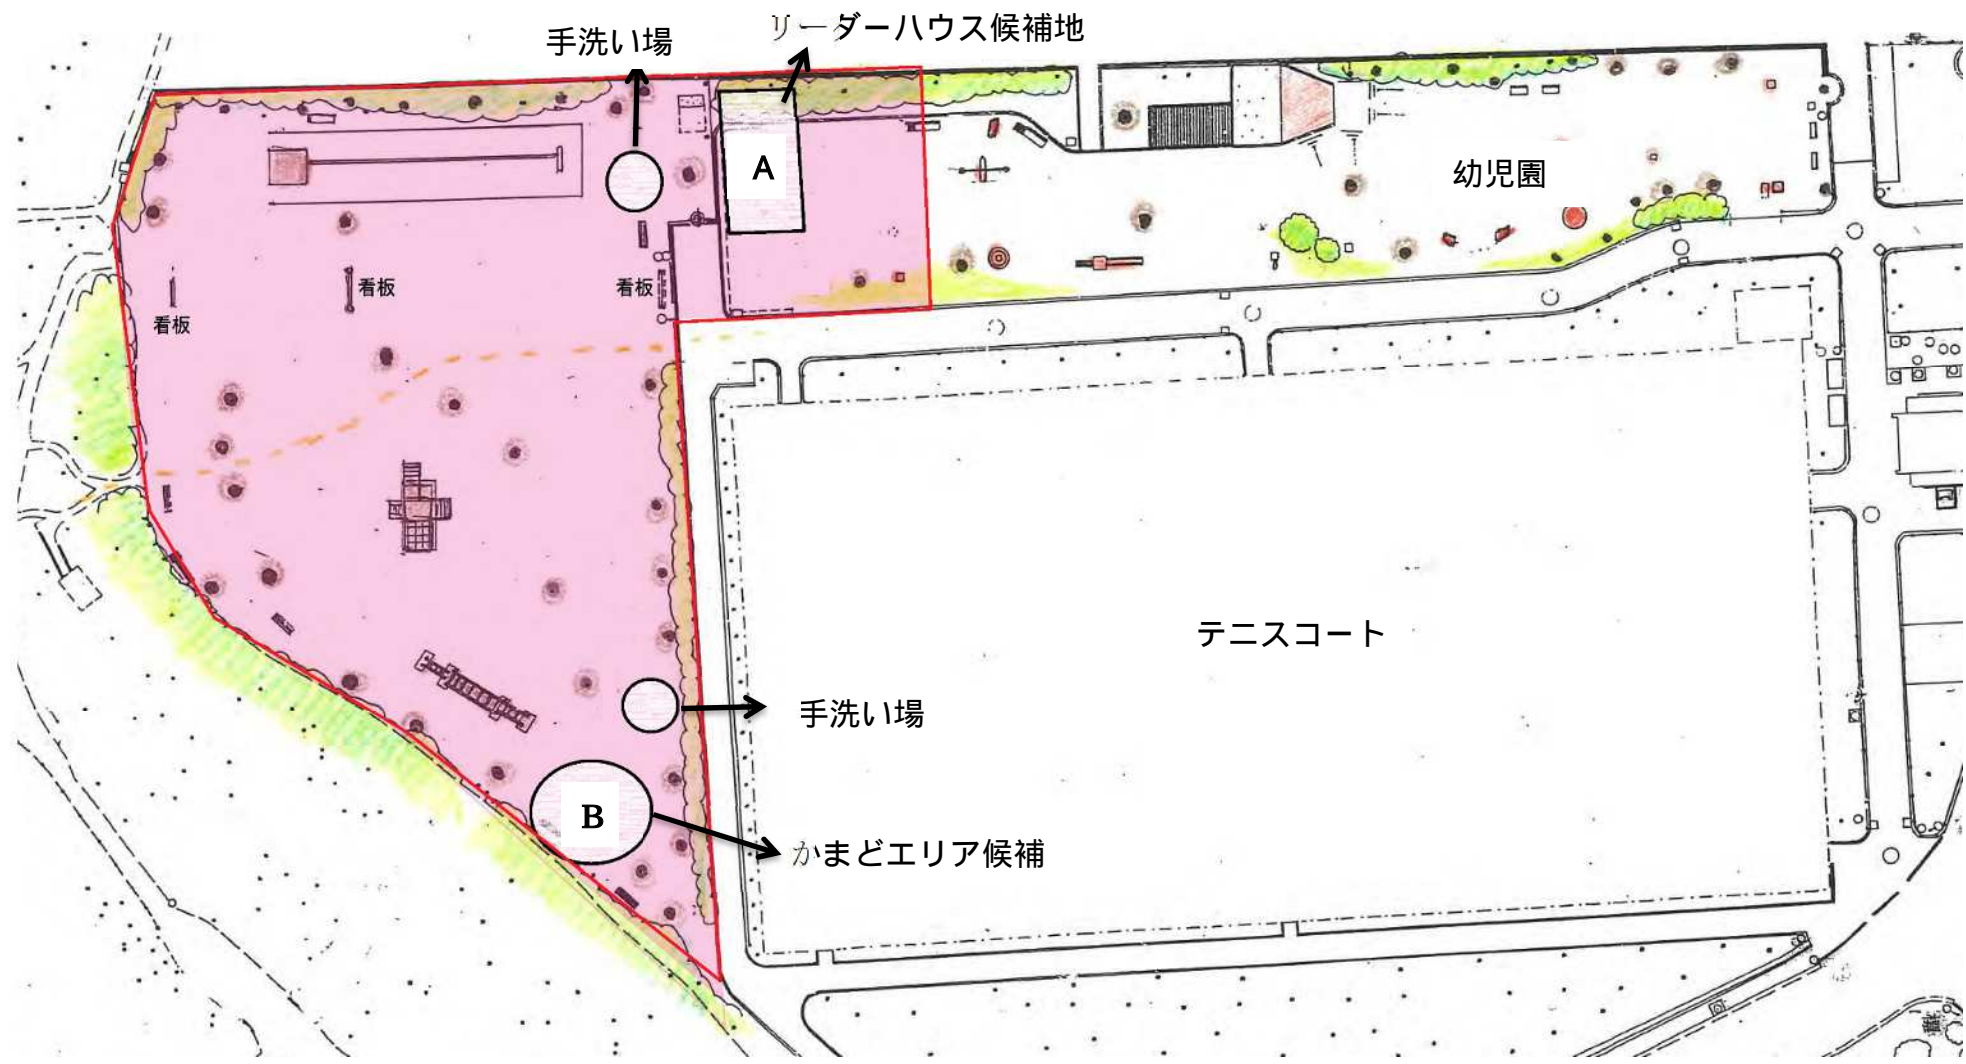 手洗い場
リーダーハウス候補地
A
幼児園
看板
看板
看板
テニスコート
手洗い場
B
かまどエリア候補